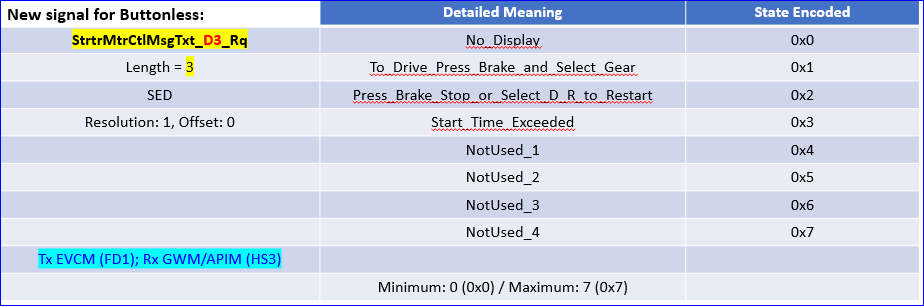 New signal for Buttonless: Detailed Meaning State Encoded
StrtrMtrCtlMsgTxt_D3_Rq No_Display 0x0
Length = 3 To_Drive_Press_Brake_and_Select_Gear 0x1
SED Press_Brake_Stop_or_Select_D_R_to_Restart 0x2
Resolution: 1, Offset: 0 Start_Time_Exceeded 0x3
NotUsed_1 0x4
NotUsed_2 0x5
NotUsed_3 0x6
NotUsed_4 0x7
Tx EVCM (FD1); Rx GWM/APIM (HS3)
Minimum: 0 (0x0) / Maximum: 7 (0x7)